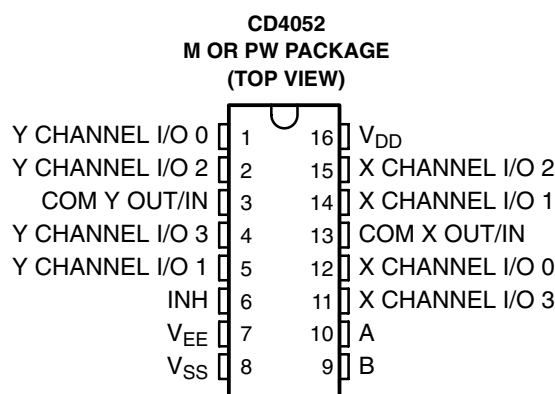 CD4052
M OR PW PACKAGE
(TOP VIEW)
Y CHANNEL I/O 0 1 16 VDD
Y CHANNEL I/O 2 2 15 X CHANNEL I/O 2
COM Y OUT/IN 3 14 X CHANNEL I/O 1
Y CHANNEL I/O 3 4 13 COM X OUT/IN
Y CHANNEL I/O 1 5 12 X CHANNEL I/O 0
INH 6 11 X CHANNEL I/O 3
VEE 7 10 A
VSS 8 9 B